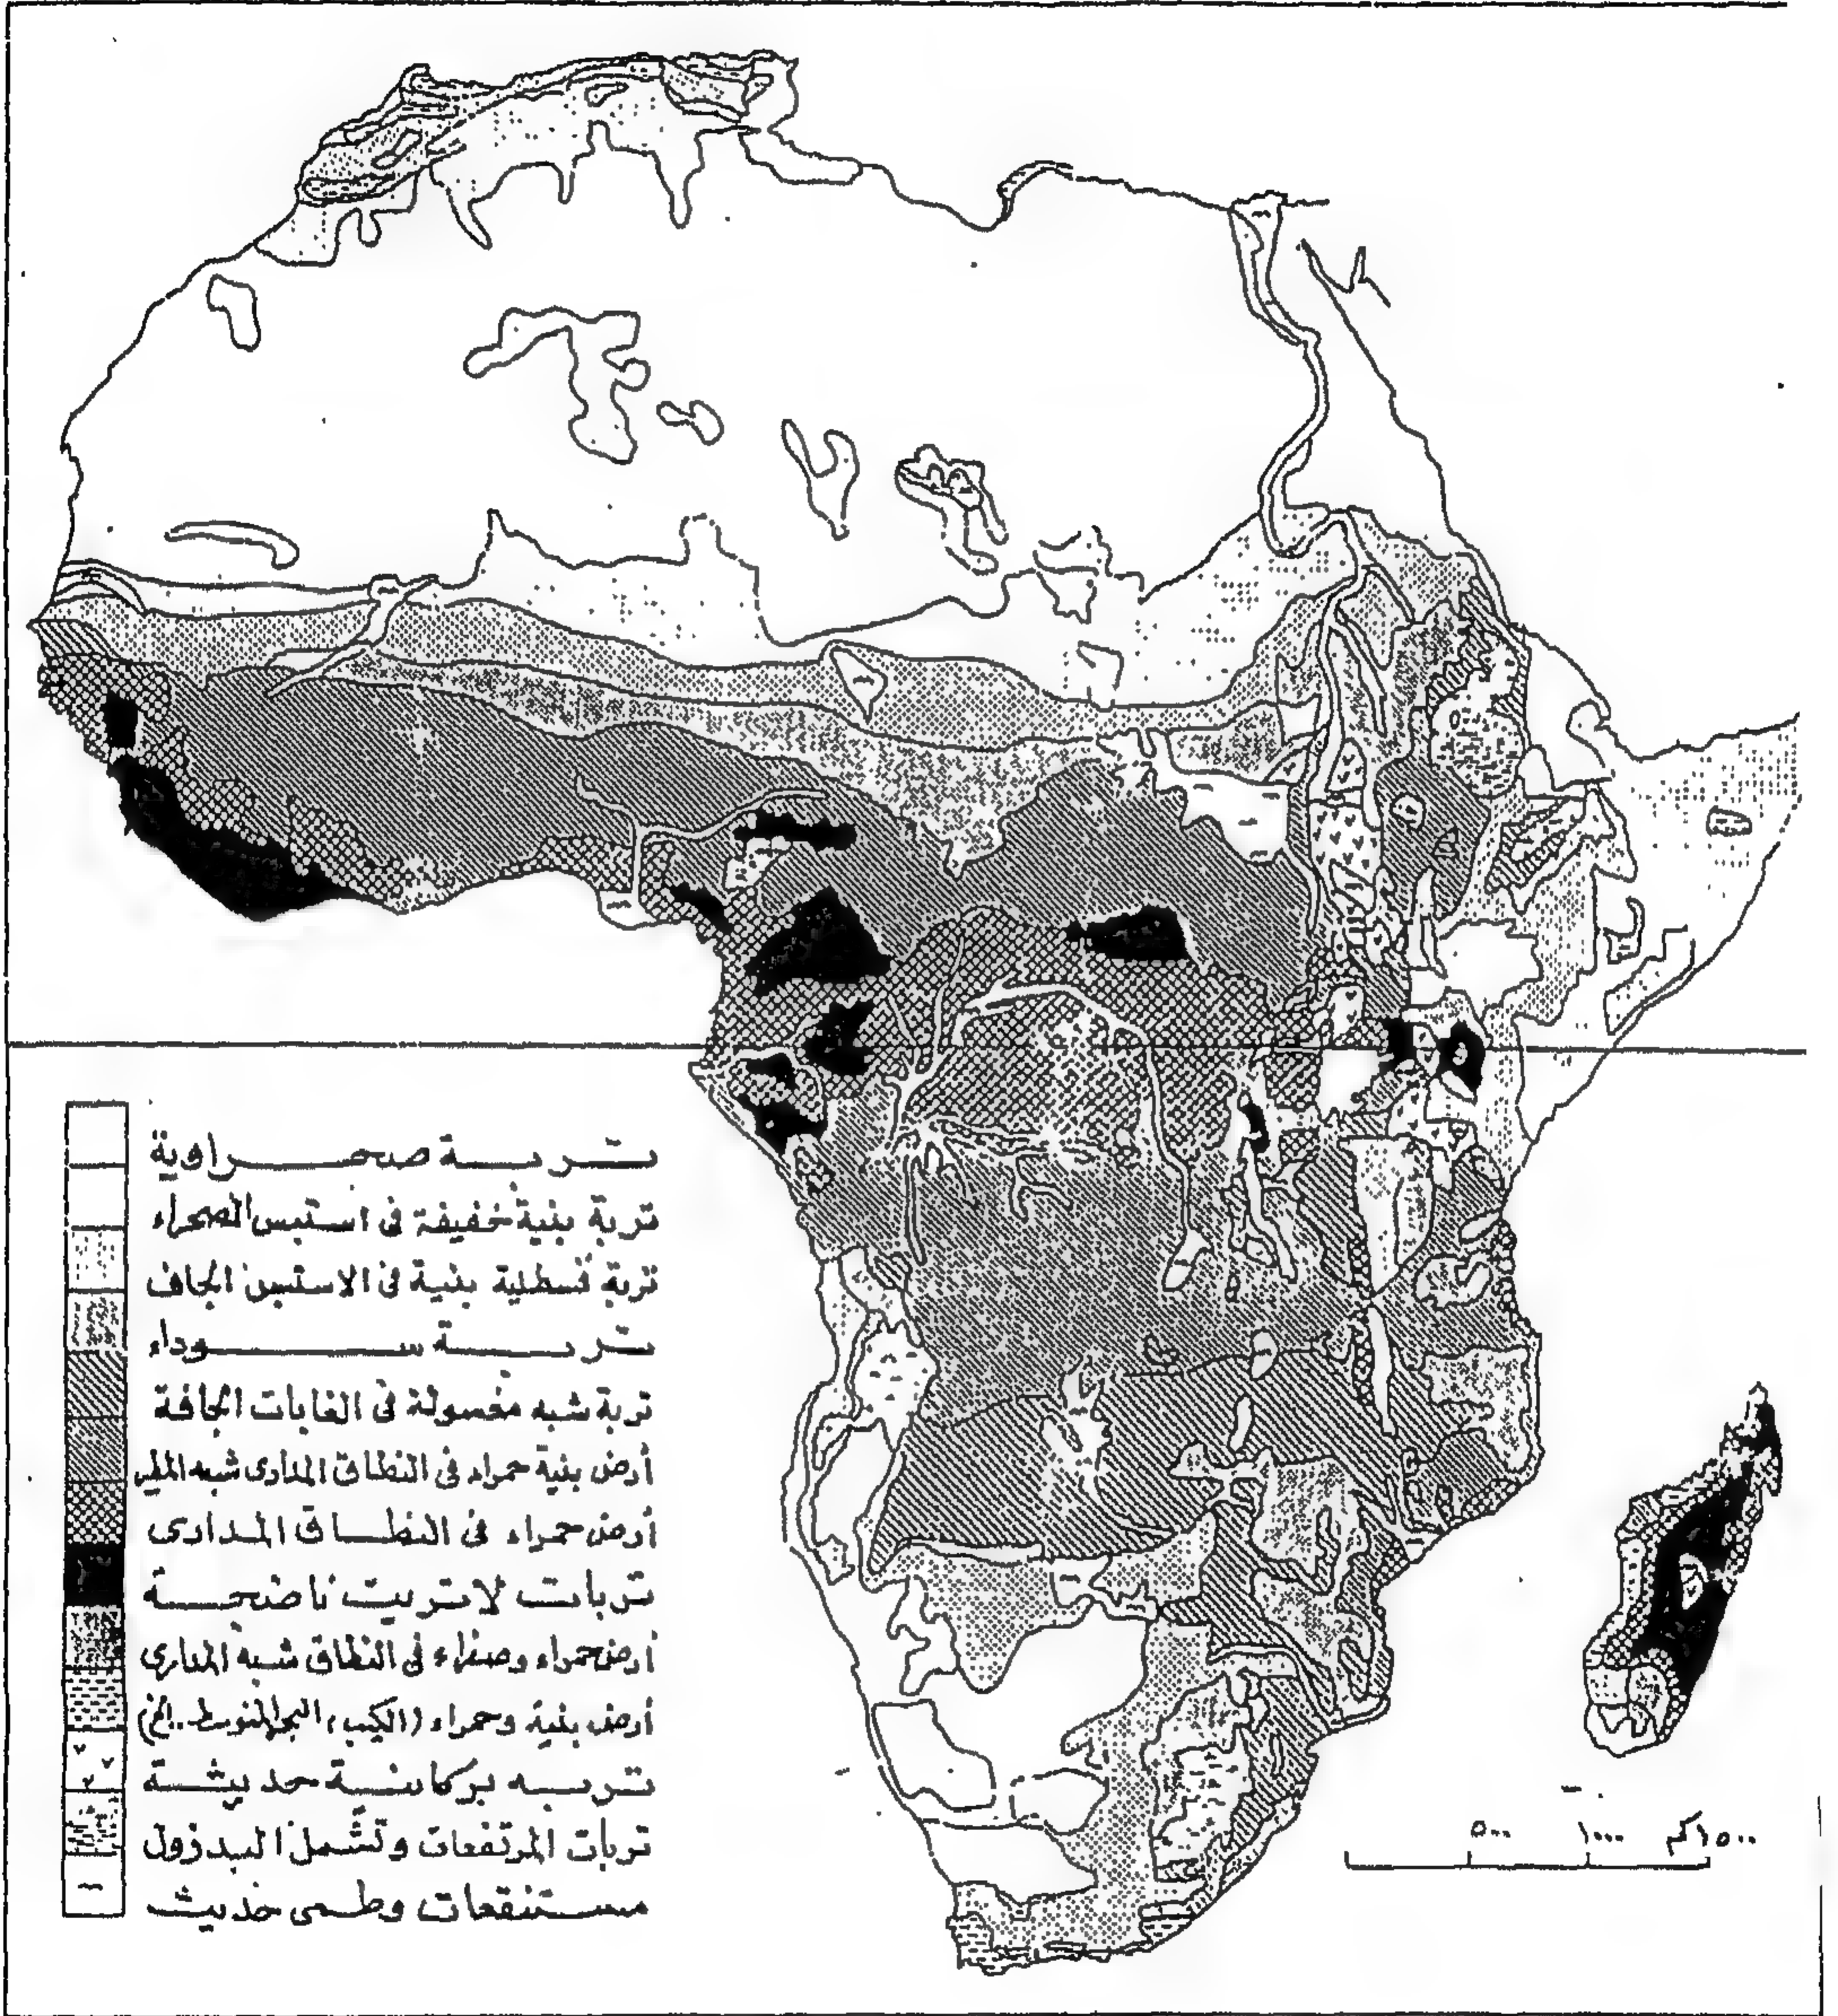 تربة صحراوية
تربة بنية خفيفة فى استبس الصحراء
تربة قسطلية بنية فى الاستبس الجاف
تربة سوداء
تربة شبه مغسولة فى الغابات الجافة
أرض بنية حمراء فى النطاق المدارى شبه
أرض حمراء فى النطاق المدارى
تربات لاتريت ناضجة
أرض حمراء وصفراء فى النطاق شبه المدارى
أرض بنية وحمراء (الكيب، البحر المتوسط..الخ)
تربه بركانية حديثة
تربات المرتفعات وتشمل البدزول
مستنقعات وطمى حديث
٥٠٠ ١٠٠٠ ١٥٠٠كم